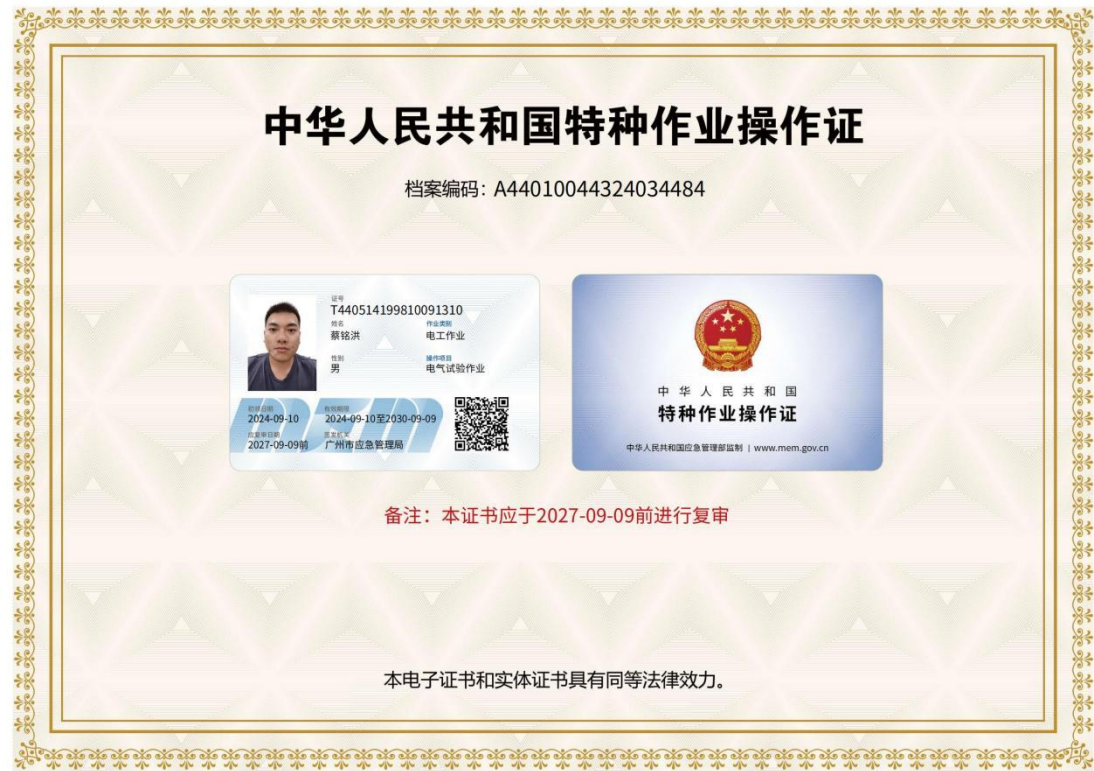 中华人民共和国特种作业操作证
档案编码：A44010044324034484
证号
T440514199810091310
姓名 作业类别
蔡铭洪 电工作业
性别 操作项目
男 电气试验作业
初领日期 有效期限
2024-09-10 2024-09-10至2030-09-09
应复审日期 签发机关
2027-09-09前 广州市应急管理局
中华人民共和国
特种作业操作证
中华人民共和国应急管理部监制 | www.mem.gov.cn
备注：本证书应于2027-09-09前进行复审
本电子证书和实体证书具有同等法律效力。